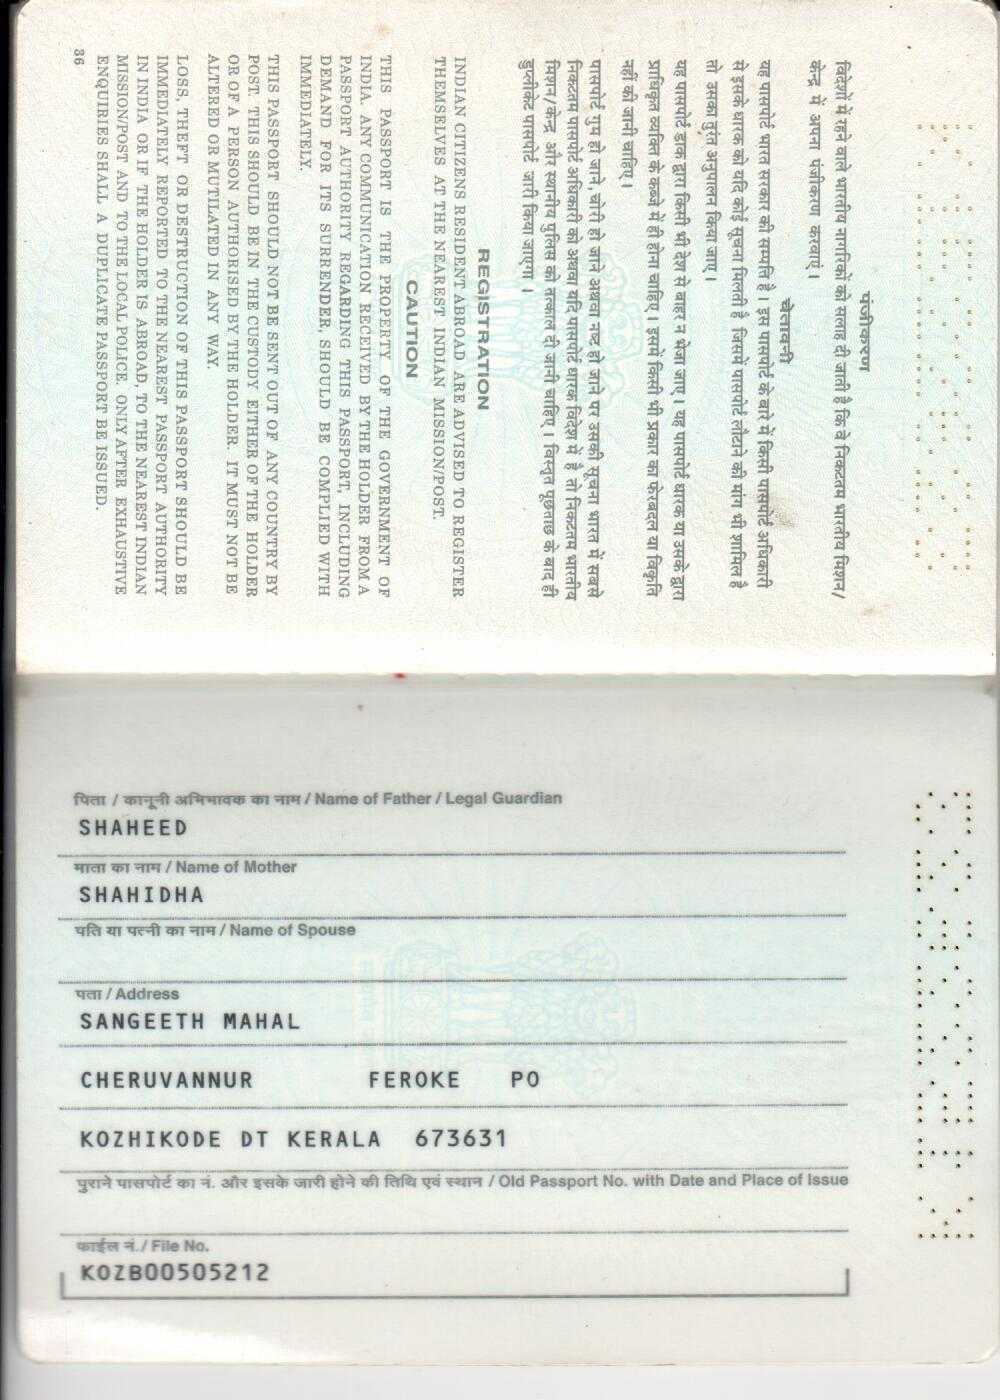 पंजीकरण
विदेशों में रहने वाले भारतीय नागरिकों को सलाह दी जाती है कि वे निकटतम भारतीय मिशन/
केन्द्र में अपना पंजीकरण करवाएं ।
चेतावनी
यह पासपोर्ट भारत सरकार की सम्पत्ति है । इस पासपोर्ट के बारे में किसी पासपोर्ट अधिकारी
से इसके धारक को यदि कोई सूचना मिलती है जिसमें पासपोर्ट लौटाने की मांग भी शामिल है
तो उसका तुरंत अनुपालन किया जाए ।
यह पासपोर्ट डाक द्वारा किसी भी देश से बाहर न भेजा जाए । यह पासपोर्ट धारक या उसके द्वारा
प्राधिकृत व्यक्ति के कब्जे में ही होना चाहिए । इसमें किसी भी प्रकार का फेरबदल या विकृति
नहीं की जानी चाहिए ।
पासपोर्ट गुम हो जाने, चोरी हो जाने अथवा नष्ट हो जाने पर उसकी सूचना भारत में सबसे
निकटतम पासपोर्ट अधिकारी को अथवा यदि पासपोर्ट धारक विदेश में है तो निकटतम भारतीय
मिशन/केन्द्र और स्थानीय पुलिस को तत्काल दी जानी चाहिए । विस्तृत पूछताछ के बाद ही
डुप्लीकेट पासपोर्ट जारी किया जाएगा ।
REGISTRATION
INDIAN CITIZENS RESIDENT ABROAD ARE ADVISED TO REGISTER
THEMSELVES AT THE NEAREST INDIAN MISSION/POST.
CAUTION
THIS PASSPORT IS THE PROPERTY OF THE GOVERNMENT OF
INDIA. ANY COMMUNICATION RECEIVED BY THE HOLDER FROM A
PASSPORT AUTHORITY REGARDING THIS PASSPORT, INCLUDING
DEMAND FOR ITS SURRENDER, SHOULD BE COMPLIED WITH
IMMEDIATELY.
THIS PASSPORT SHOULD NOT BE SENT OUT OF ANY COUNTRY BY
POST. THIS SHOULD BE IN THE CUSTODY EITHER OF THE HOLDER
OR OF A PERSON AUTHORISED BY THE HOLDER. IT MUST NOT BE
ALTERED OR MUTILATED IN ANY WAY.
LOSS, THEFT OR DESTRUCTION OF THIS PASSPORT SHOULD BE
IMMEDIATELY REPORTED TO THE NEAREST PASSPORT AUTHORITY
IN INDIA OR IF THE HOLDER IS ABROAD, TO THE NEAREST INDIAN
MISSION/POST AND TO THE LOCAL POLICE. ONLY AFTER EXHAUSTIVE
ENQUIRIES SHALL A DUPLICATE PASSPORT BE ISSUED.
36
पिता / कानूनी अभिभावक का नाम / Name of Father / Legal Guardian
SHAHEED
माता का नाम / Name of Mother
SHAHIDHA
पति या पत्नी का नाम / Name of Spouse
पता / Address
SANGEETH MAHAL
CHERUVANNUR FEROKE PO
KOZHIKODE DT KERALA 673631
पुराने पासपोर्ट का नं. और इसके जारी होने की तिथि एवं स्थान / Old Passport No. with Date and Place of Issue
फाईल नं./ File No.
KOZB00505212